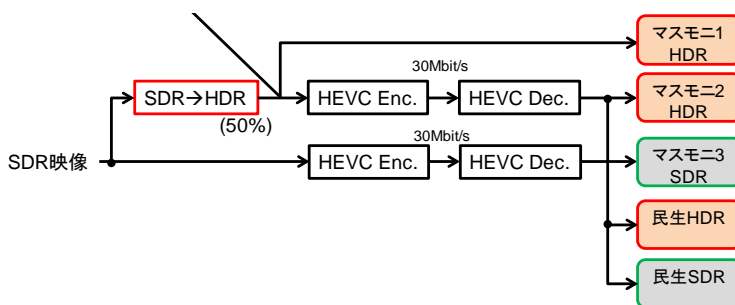 マスモニ1
HDR
30Mbit/s
SDR→HDR
HEVC Enc.
HEVC Dec.
マスモニ2
HDR
(50%)
30Mbit/s
SDR映像
HEVC Enc.
HEVC Dec.
マスモニ3
SDR
民生HDR
民生SDR